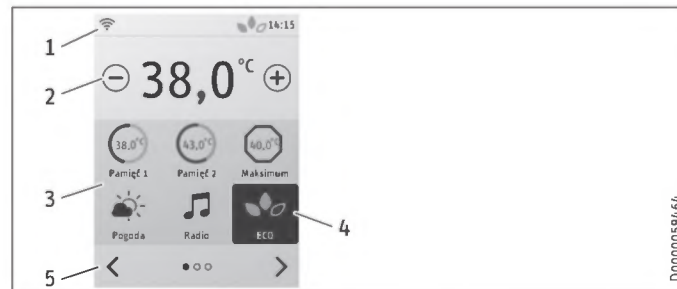 1
14:15
2
− 38,0 °C +
38,0°C 43,0°C 40,0°C
Pamięć 1 Pamięć 2 Maksimum
3
4
Pogoda Radio ECO
5
D0000058464